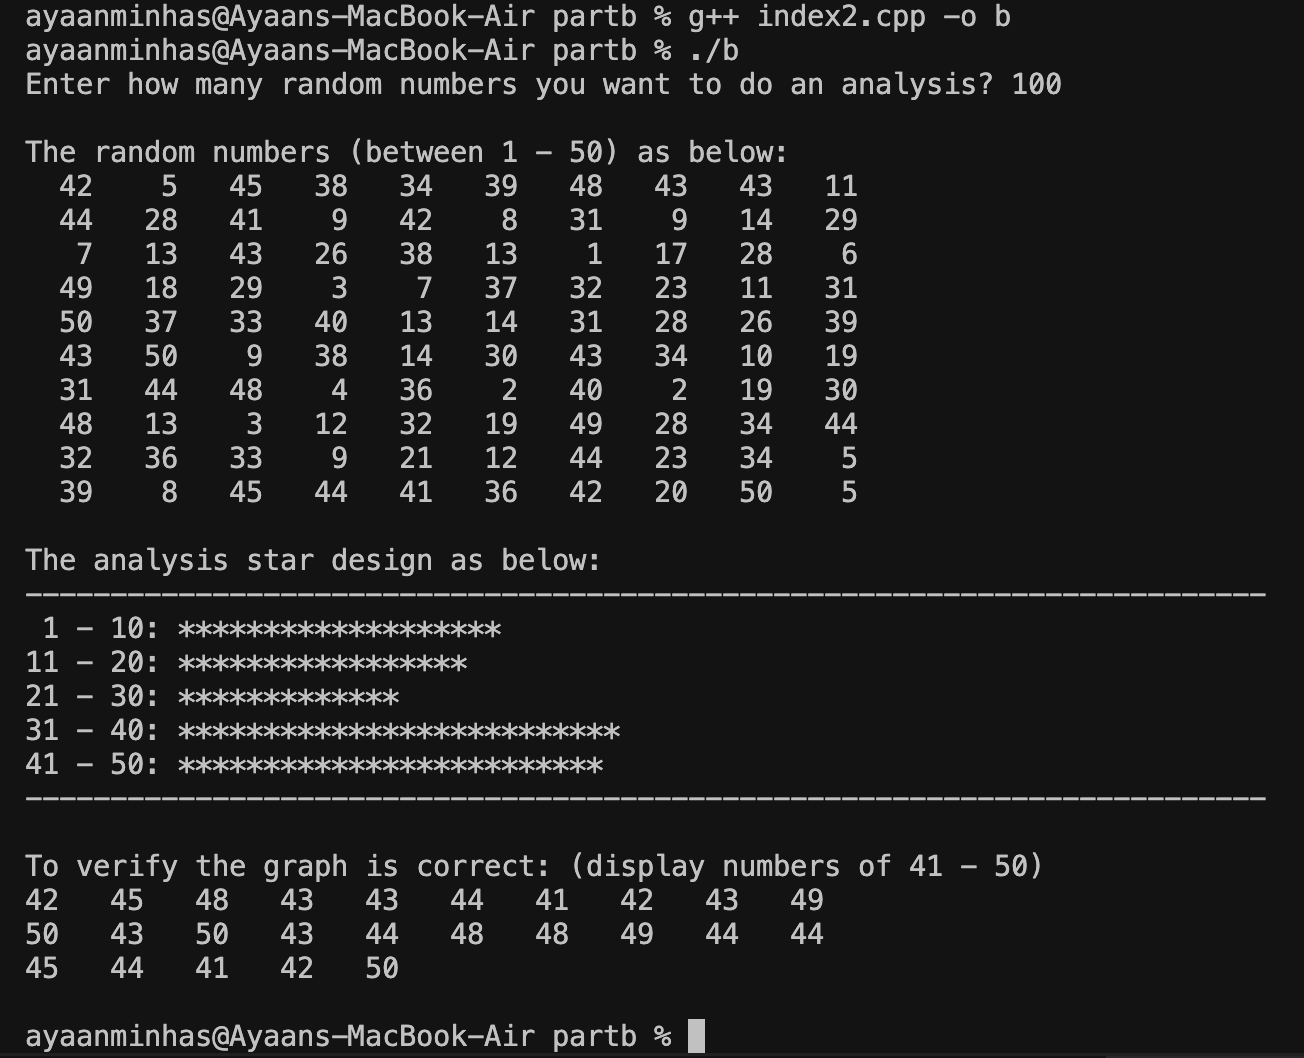 ayaanminhas@Ayaans-MacBook-Air partb % g++ index2.cpp -o b
ayaanminhas@Ayaans-MacBook-Air partb % ./b
Enter how many random numbers you want to do an analysis? 100

The random numbers (between 1 - 50) as below:
  42    5   45   38   34   39   48   43   43   11
  44   28   41    9   42    8   31    9   14   29
   7   13   43   26   38   13    1   17   28    6
  49   18   29    3    7   37   32   23   11   31
  50   37   33   40   13   14   31   28   26   39
  43   50    9   38   14   30   43   34   10   19
  31   44   48    4   36    2   40    2   19   30
  48   13    3   12   32   19   49   28   34   44
  32   36   33    9   21   12   44   23   34    5
  39    8   45   44   41   36   42   20   50    5

The analysis star design as below:
-------------------------------------------------------------------------
 1 - 10: *******************
11 - 20: *****************
21 - 30: *************
31 - 40: **************************
41 - 50: *************************
-------------------------------------------------------------------------

To verify the graph is correct: (display numbers of 41 - 50)
42   45   48   43   43   44   41   42   43   49
50   43   50   43   44   48   48   49   44   44
45   44   41   42   50

ayaanminhas@Ayaans-MacBook-Air partb %